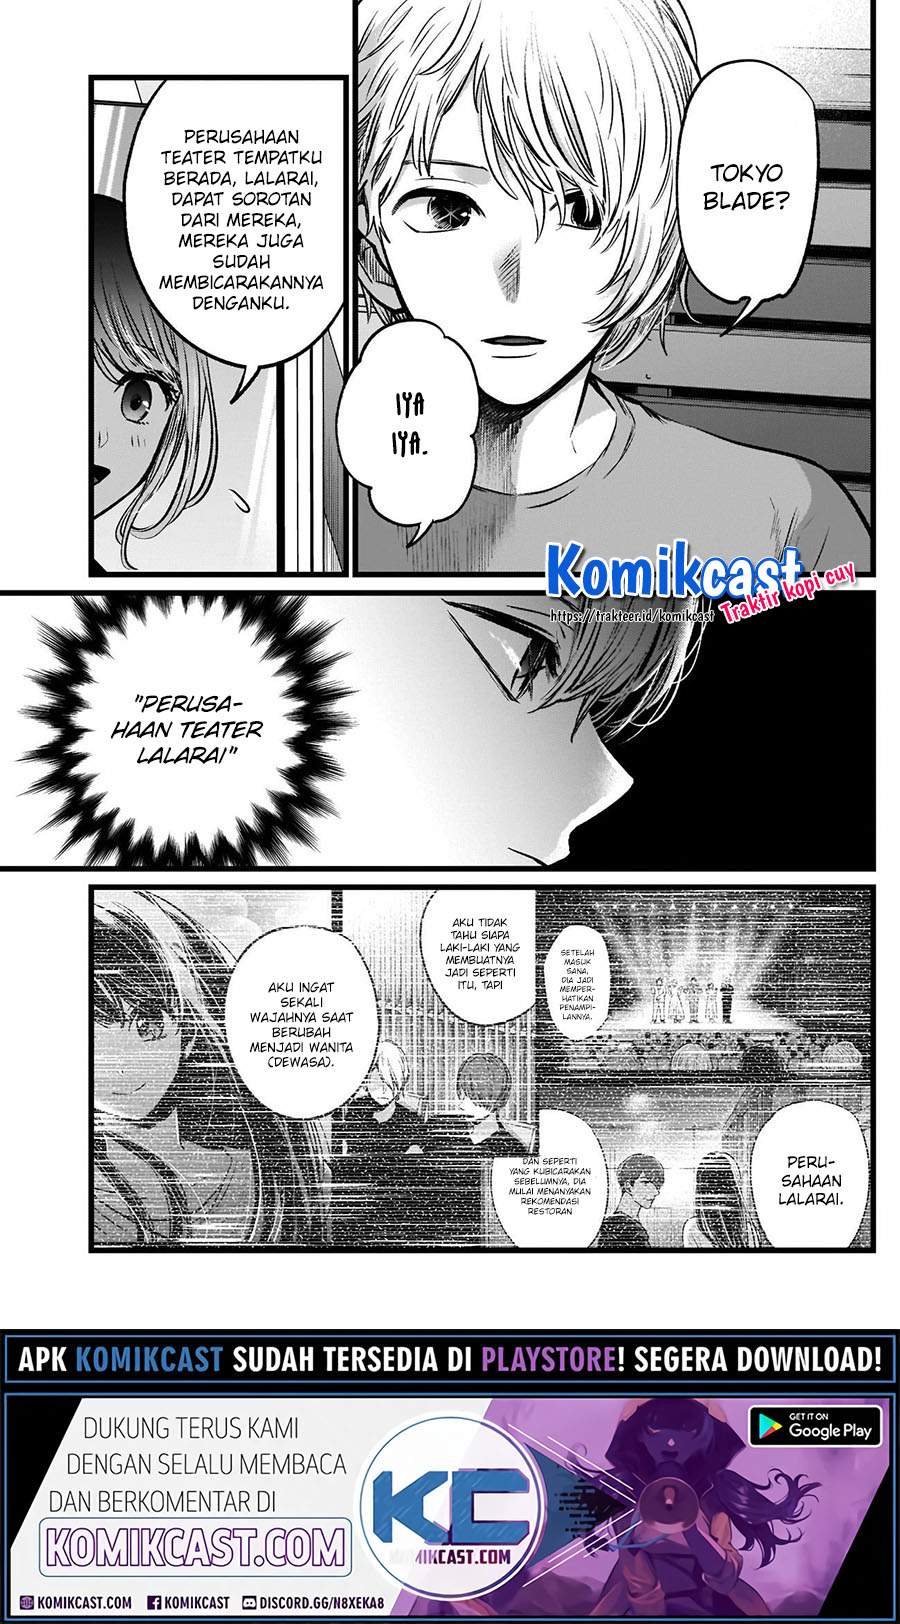 TOKYO
BLADE?
IYA
IYA.
PERUSAHAAN
TEATER TEMPATKU
BERADA, LALARAI,
DAPAT SOROTAN
DARI MEREKA,
MEREKA JUGA
SUDAH
MEMBICARAKANNYA
DENGANKU.
Komikcast
Traktir kopi cuy
https://trakteer.id/komikcast
"PERUSA-
HAAN TEATER
LALARAI"
SETELAH
MASUK
SANA,
DIA JADI
MEMPER-
HATIKAN
PENAMPI-
LANNYA.
AKU TIDAK
TAHU SIAPA
LAKI-LAKI YANG
MEMBUATNYA
JADI SEPERTI
ITU, TAPI
AKU INGAT
SEKALI
WAJAHNYA SAAT
BERUBAH
MENJADI WANITA
(DEWASA).
PERU-
SAHAAN
LALARAI.
DAN SEPERTI
YANG KUBICARAKAN
SEBELUMNYA, DIA
MULAI MENANYAKAN
REKOMENDASI
RESTORAN
APK KOMIKCAST SUDAH TERSEDIA DI PLAYSTORE! SEGERA DOWNLOAD!
DUKUNG TERUS KAMI
DENGAN SELALU MEMBACA
DAN BERKOMENTAR DI
KOMIKCAST.COM
KC
KOMIKCAST.COM
GET IT ON
Google Play
KOMIKCAST.COM
KOMIKCAST
DISCORD.GG/N8XEKA8